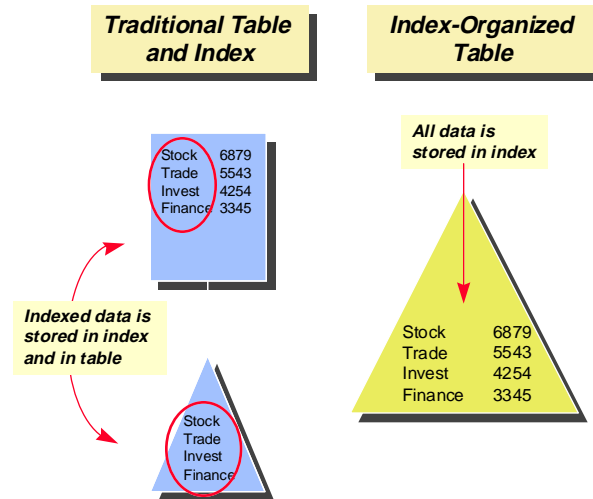 Traditional Table
and Index
Index-Organized
Table
Stock 6879
Trade 5543
Invest 4254
Finance 3345
All data is
stored in index
Indexed data is
stored in index
and in table
Stock
Trade
Invest
Finance
Stock 6879
Trade 5543
Invest 4254
Finance 3345